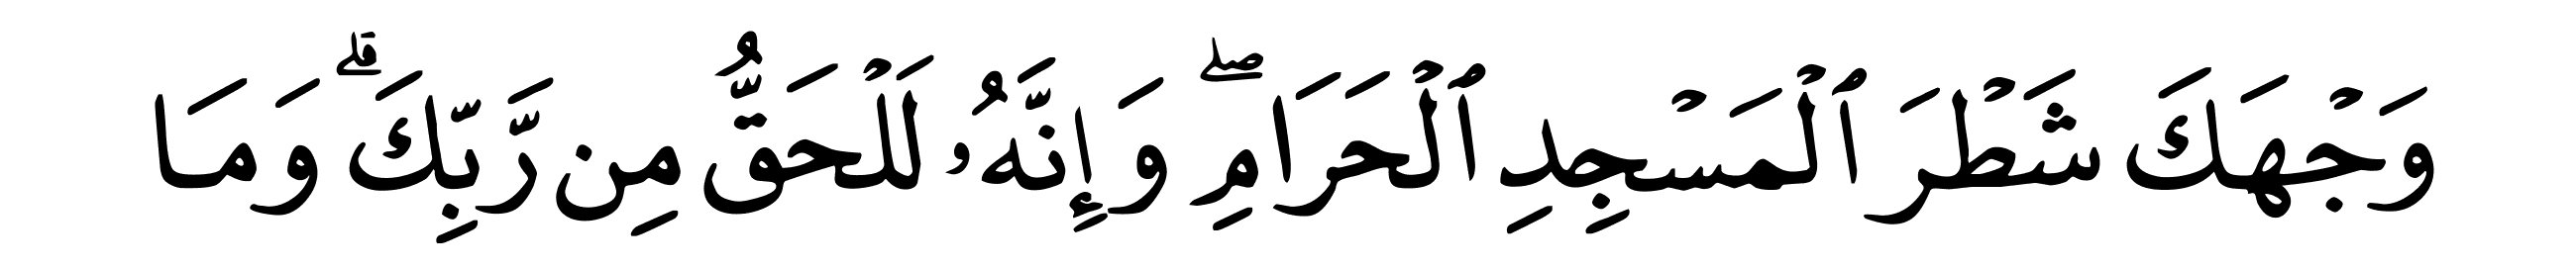 وَجۡهَكَ شَطۡرَ ٱلۡمَسۡجِدِ ٱلۡحَرَامِۖ وَإِنَّهُۥ لَلۡحَقُّ مِن رَّبِّكَۗ وَمَا